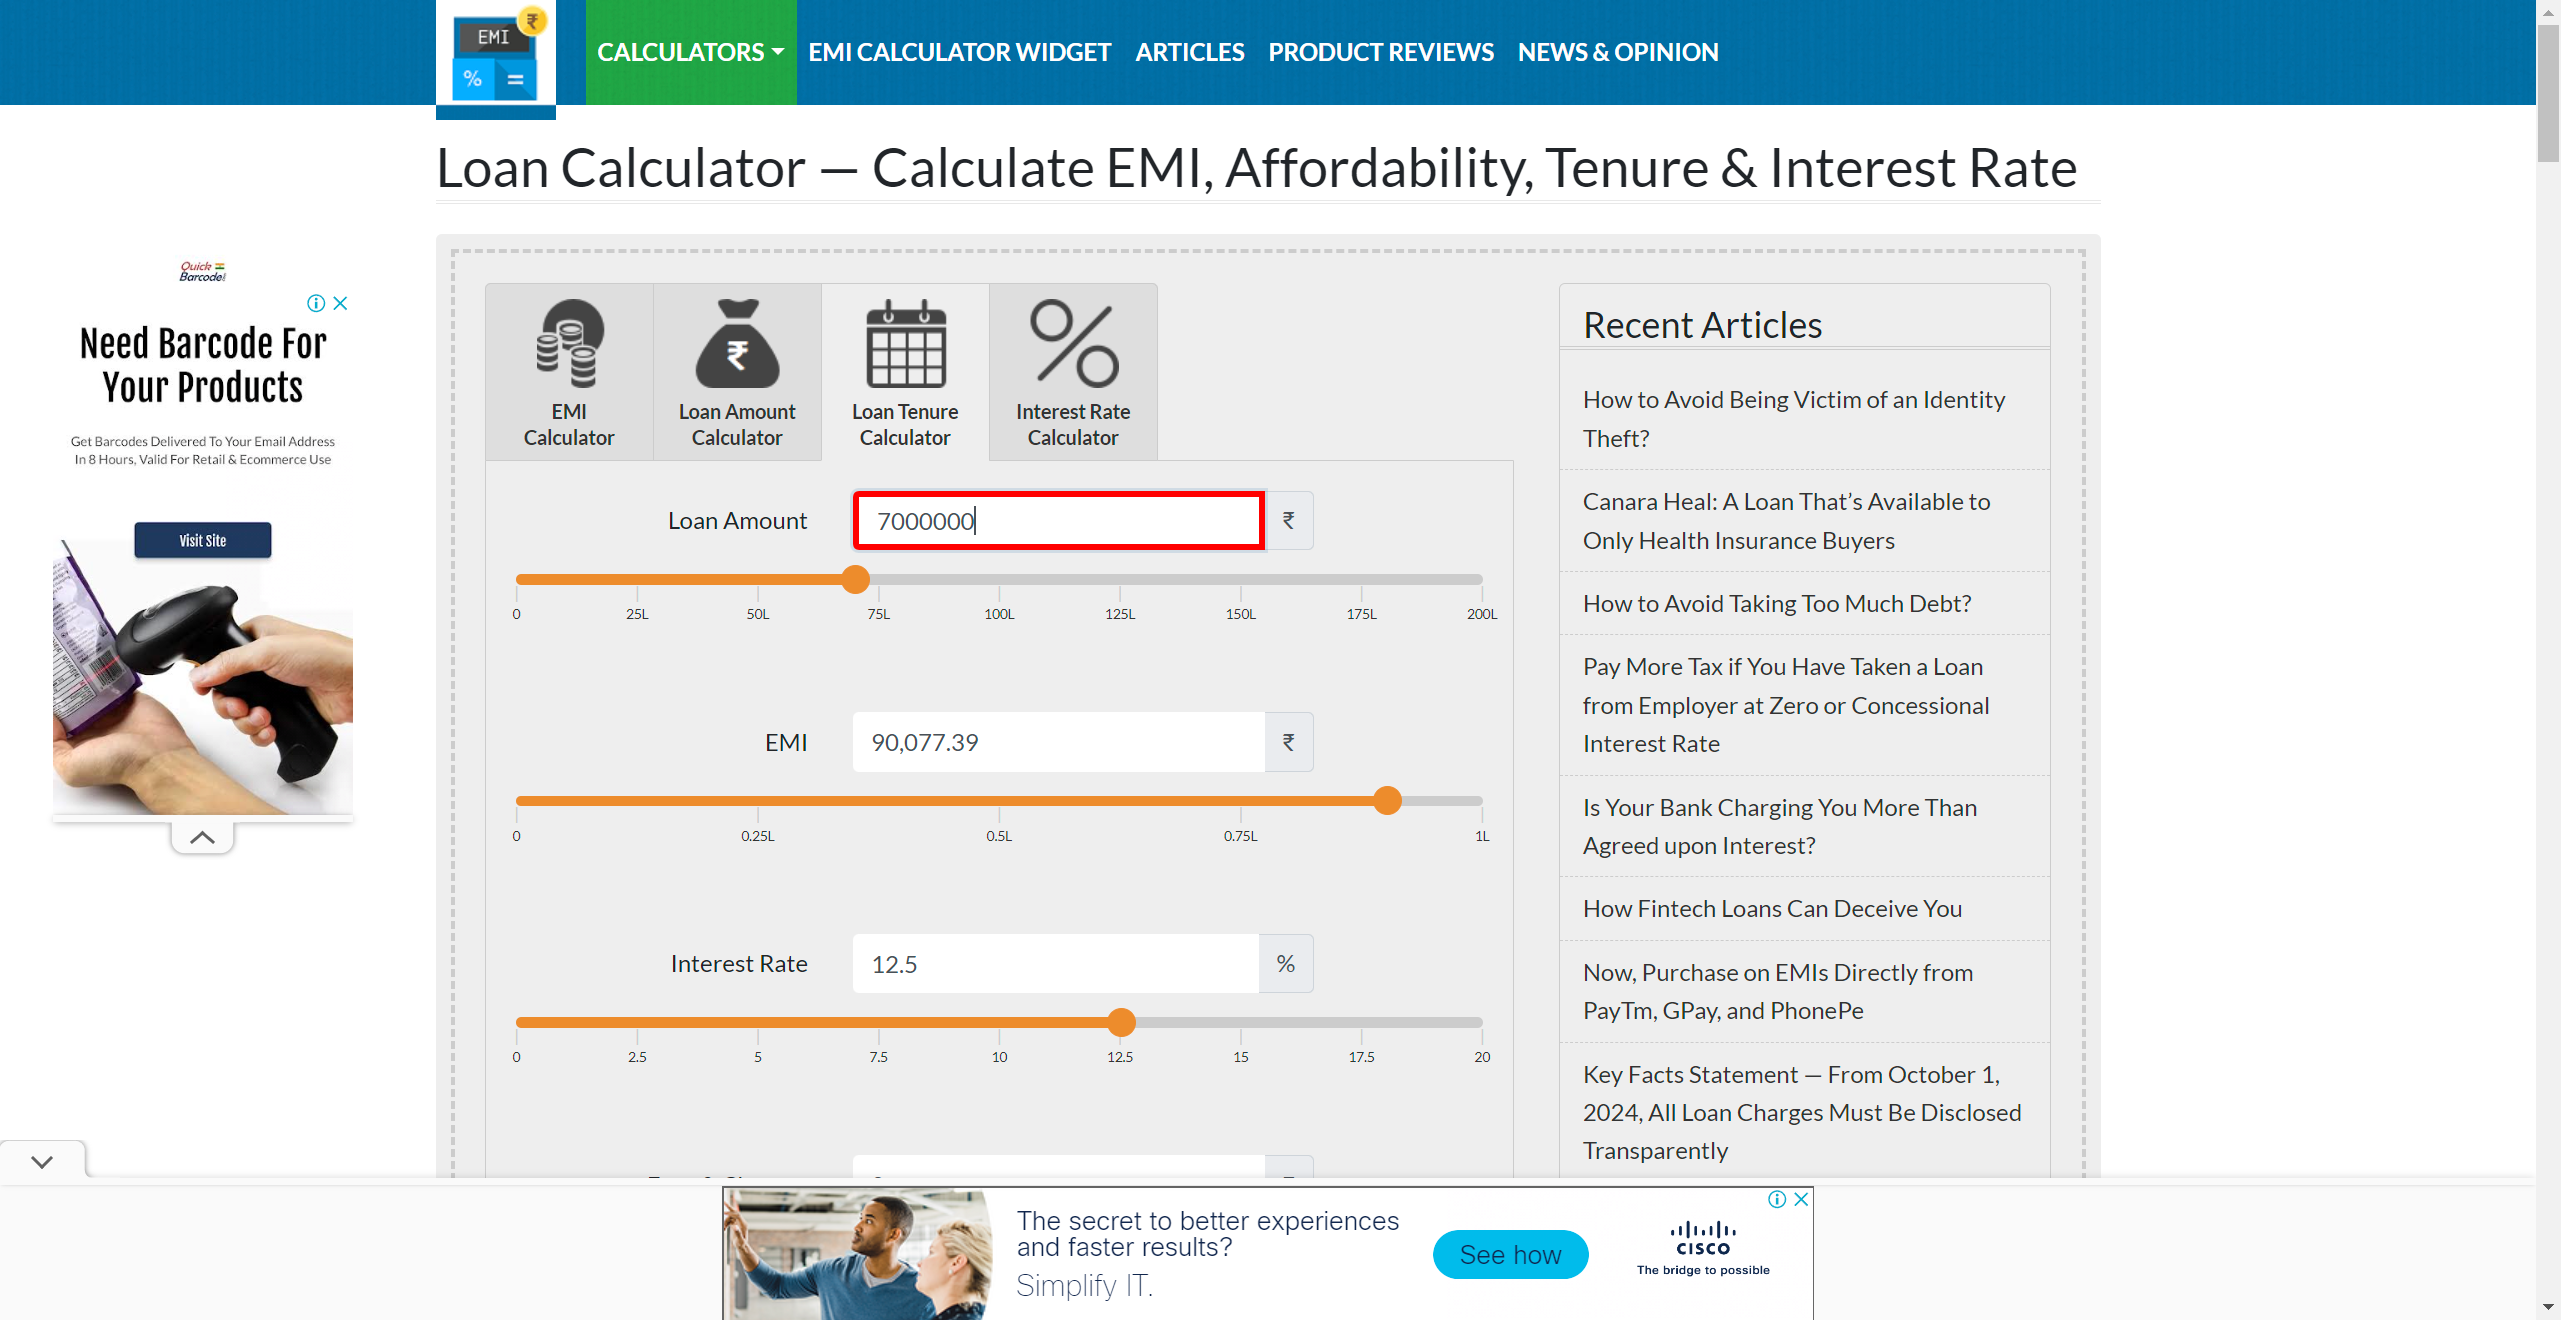 EMI
₹
%
=
CALCULATORS
EMI CALCULATOR WIDGET
ARTICLES
PRODUCT REVIEWS
NEWS & OPINION
Loan Calculator — Calculate EMI, Affordability, Tenure & Interest Rate
Quick
Barcode!
Need Barcode For
Your Products
Get Barcodes Delivered To Your Email Address
In 8 Hours, Valid For Retail & Ecommerce Use
Visit Site
₹
EMI
Calculator
Loan Amount
Calculator
Loan Tenure
Calculator
Interest Rate
Calculator
Loan Amount
7000000
₹
0 25L 50L 75L 100L 125L 150L 175L 200L
EMI
90,077.39
₹
0 0.25L 0.5L 0.75L 1L
Interest Rate
12.5
%
0 2.5 5 7.5 10 12.5 15 17.5 20
Recent Articles
How to Avoid Being Victim of an Identity
Theft?
Canara Heal: A Loan That’s Available to
Only Health Insurance Buyers
How to Avoid Taking Too Much Debt?
Pay More Tax if You Have Taken a Loan
from Employer at Zero or Concessional
Interest Rate
Is Your Bank Charging You More Than
Agreed upon Interest?
How Fintech Loans Can Deceive You
Now, Purchase on EMIs Directly from
PayTm, GPay, and PhonePe
Key Facts Statement — From October 1,
2024, All Loan Charges Must Be Disclosed
Transparently
The secret to better experiences
and faster results?
Simplify IT.
See how
CISCO
The bridge to possible